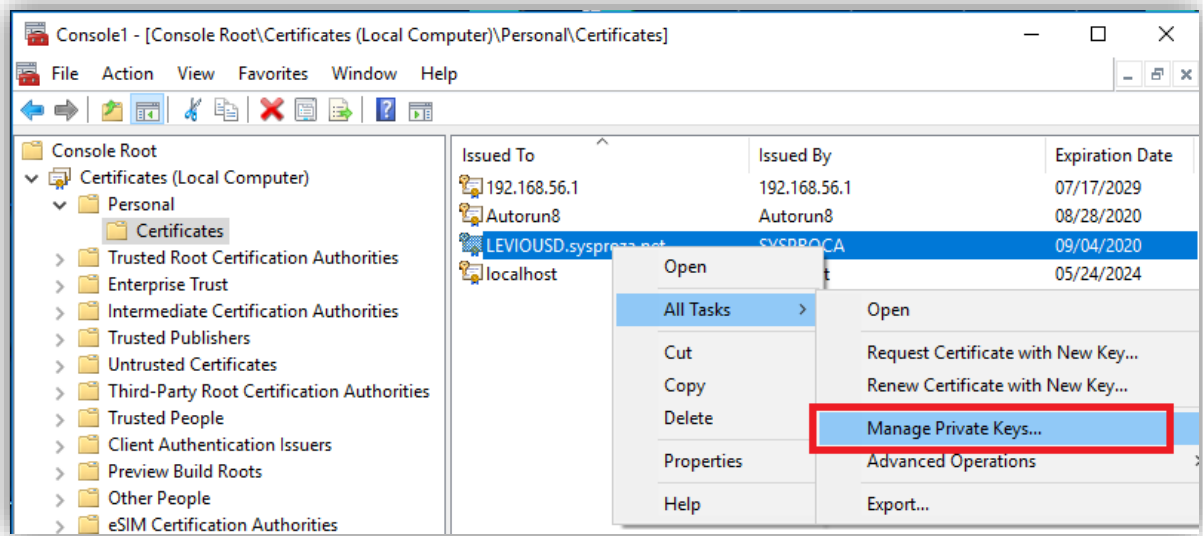 Console1 - [Console Root\Certificates (Local Computer)\Personal\Certificates]
File Action View Favorites Window Help
Console Root
Certificates (Local Computer)
Personal
Certificates
Trusted Root Certification Authorities
Enterprise Trust
Intermediate Certification Authorities
Trusted Publishers
Untrusted Certificates
Third-Party Root Certification Authorities
Trusted People
Client Authentication Issuers
Preview Build Roots
Other People
eSIM Certification Authorities
Issued To Issued By Expiration Date
192.168.56.1 192.168.56.1 07/17/2029
Autorun8 Autorun8 08/28/2020
LEVIOUSD.sysproza.net SYSPROCA 09/04/2020
localhost 05/24/2024
Open
All Tasks
Cut
Copy
Delete
Properties
Help
Open
Request Certificate with New Key...
Renew Certificate with New Key...
Manage Private Keys...
Advanced Operations
Export...